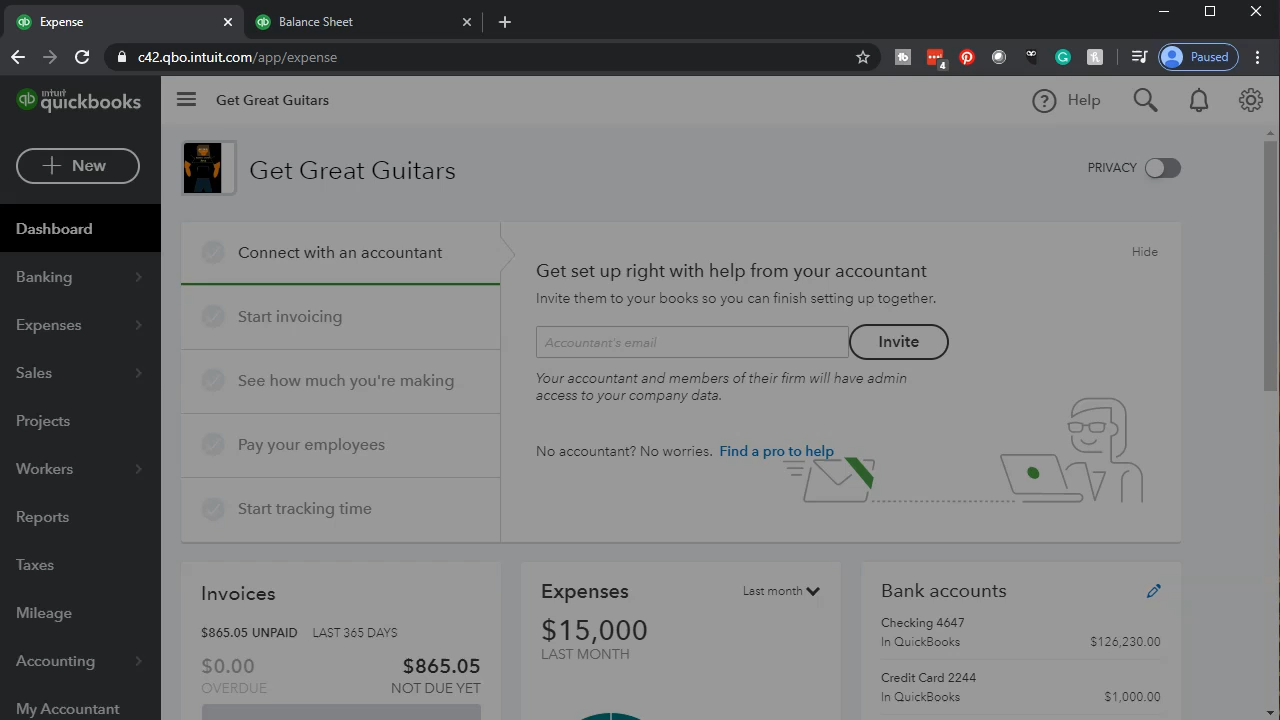 Expense
Balance Sheet
c42.qbo.intuit.com/app/expense
4
Paused
intuit
quickbooks
Get Great Guitars
Help
New
Get Great Guitars
PRIVACY
Dashboard
Banking
Expenses
Sales
Projects
Workers
Reports
Taxes
Mileage
Accounting
My Accountant
Connect with an accountant
Start invoicing
See how much you're making
Pay your employees
Start tracking time
Hide
Get set up right with help from your accountant
Invite them to your books so you can finish setting up together.
Accountant's email
Invite
Your accountant and members of their firm will have admin
access to your company data.
No accountant? No worries. Find a pro to help
Invoices
$865.05 UNPAID LAST 365 DAYS
$0.00 $865.05
OVERDUE NOT DUE YET
Expenses
Last month
$15,000
LAST MONTH
Bank accounts
Checking 4647
In QuickBooks $126,230.00
Credit Card 2244
In QuickBooks $1,000.00